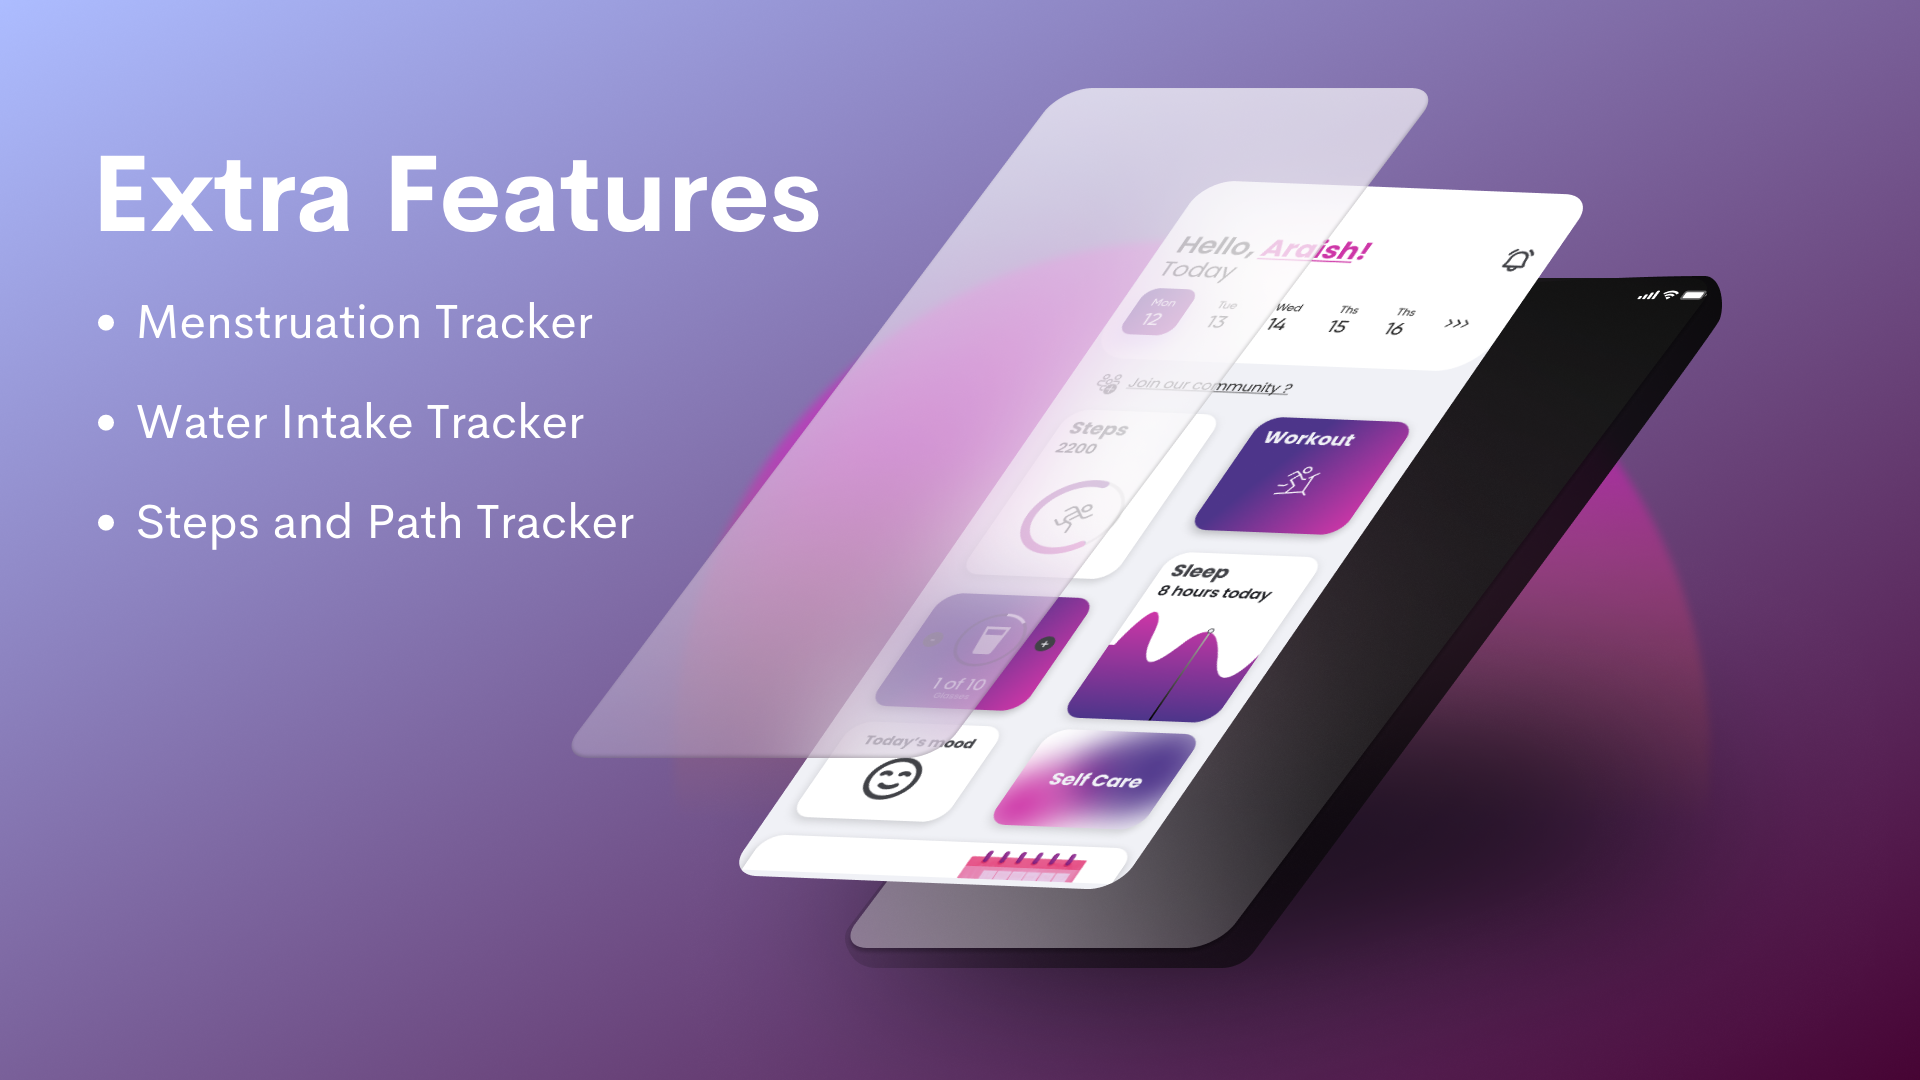 Extra Features
• Menstruation Tracker
• Water Intake Tracker
• Steps and Path Tracker
Hello, Araish!
Today
Mon Tue Wed Ths Ths
12 13 14 15 16 >>>
Join our community ?
Steps
2200
Workout
Sleep
8 hours today
1 of 10
Glasses
Today's mood
Self Care